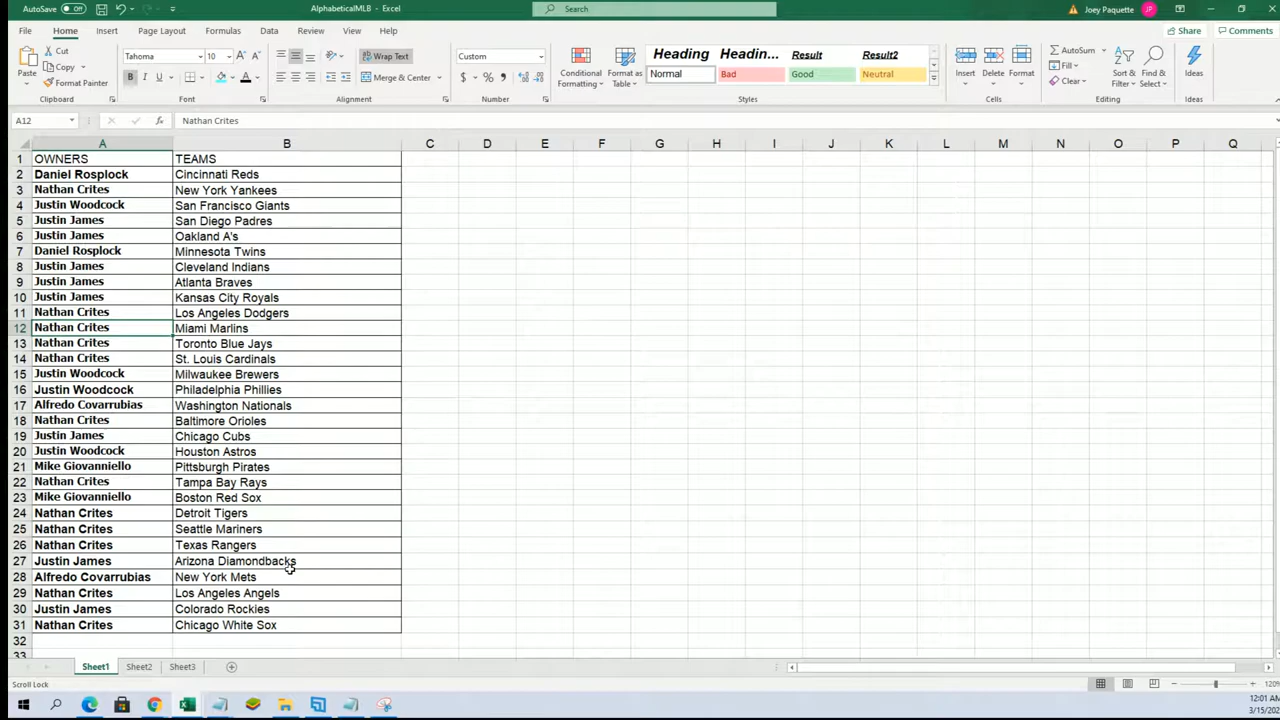 AutoSave Off AlphabeticalMLB - Excel Search Joey Paquette JP
File Home Insert Page Layout Formulas Data Review View Help Share Comments
Paste Cut Copy Format Painter Clipboard
Tahoma 10 B I U A Font
Wrap Text Merge & Center Alignment
Custom $ % Number
Conditional Formatting Format as Table Heading Headin... Result Result2 Normal Bad Good Neutral Styles
Insert Delete Format Cells
AutoSum Fill Clear Sort & Filter Find & Select Editing
Ideas Ideas
A12 fx Nathan Crites
A B C D E F G H I J K L M N O P Q
1 OWNERS TEAMS
2 Daniel Rosplock Cincinnati Reds
3 Nathan Crites New York Yankees
4 Justin Woodcock San Francisco Giants
5 Justin James San Diego Padres
6 Justin James Oakland A's
7 Daniel Rosplock Minnesota Twins
8 Justin James Cleveland Indians
9 Justin James Atlanta Braves
10 Justin James Kansas City Royals
11 Nathan Crites Los Angeles Dodgers
12 Nathan Crites Miami Marlins
13 Nathan Crites Toronto Blue Jays
14 Nathan Crites St. Louis Cardinals
15 Justin Woodcock Milwaukee Brewers
16 Justin Woodcock Philadelphia Phillies
17 Alfredo Covarrubias Washington Nationals
18 Nathan Crites Baltimore Orioles
19 Justin James Chicago Cubs
20 Justin Woodcock Houston Astros
21 Mike Giovanniello Pittsburgh Pirates
22 Nathan Crites Tampa Bay Rays
23 Mike Giovanniello Boston Red Sox
24 Nathan Crites Detroit Tigers
25 Nathan Crites Seattle Mariners
26 Nathan Crites Texas Rangers
27 Justin James Arizona Diamondbacks
28 Alfredo Covarrubias New York Mets
29 Nathan Crites Los Angeles Angels
30 Justin James Colorado Rockies
31 Nathan Crites Chicago White Sox
32
33
Sheet1 Sheet2 Sheet3
Scroll Lock 120%
12:01 AM
3/15/202